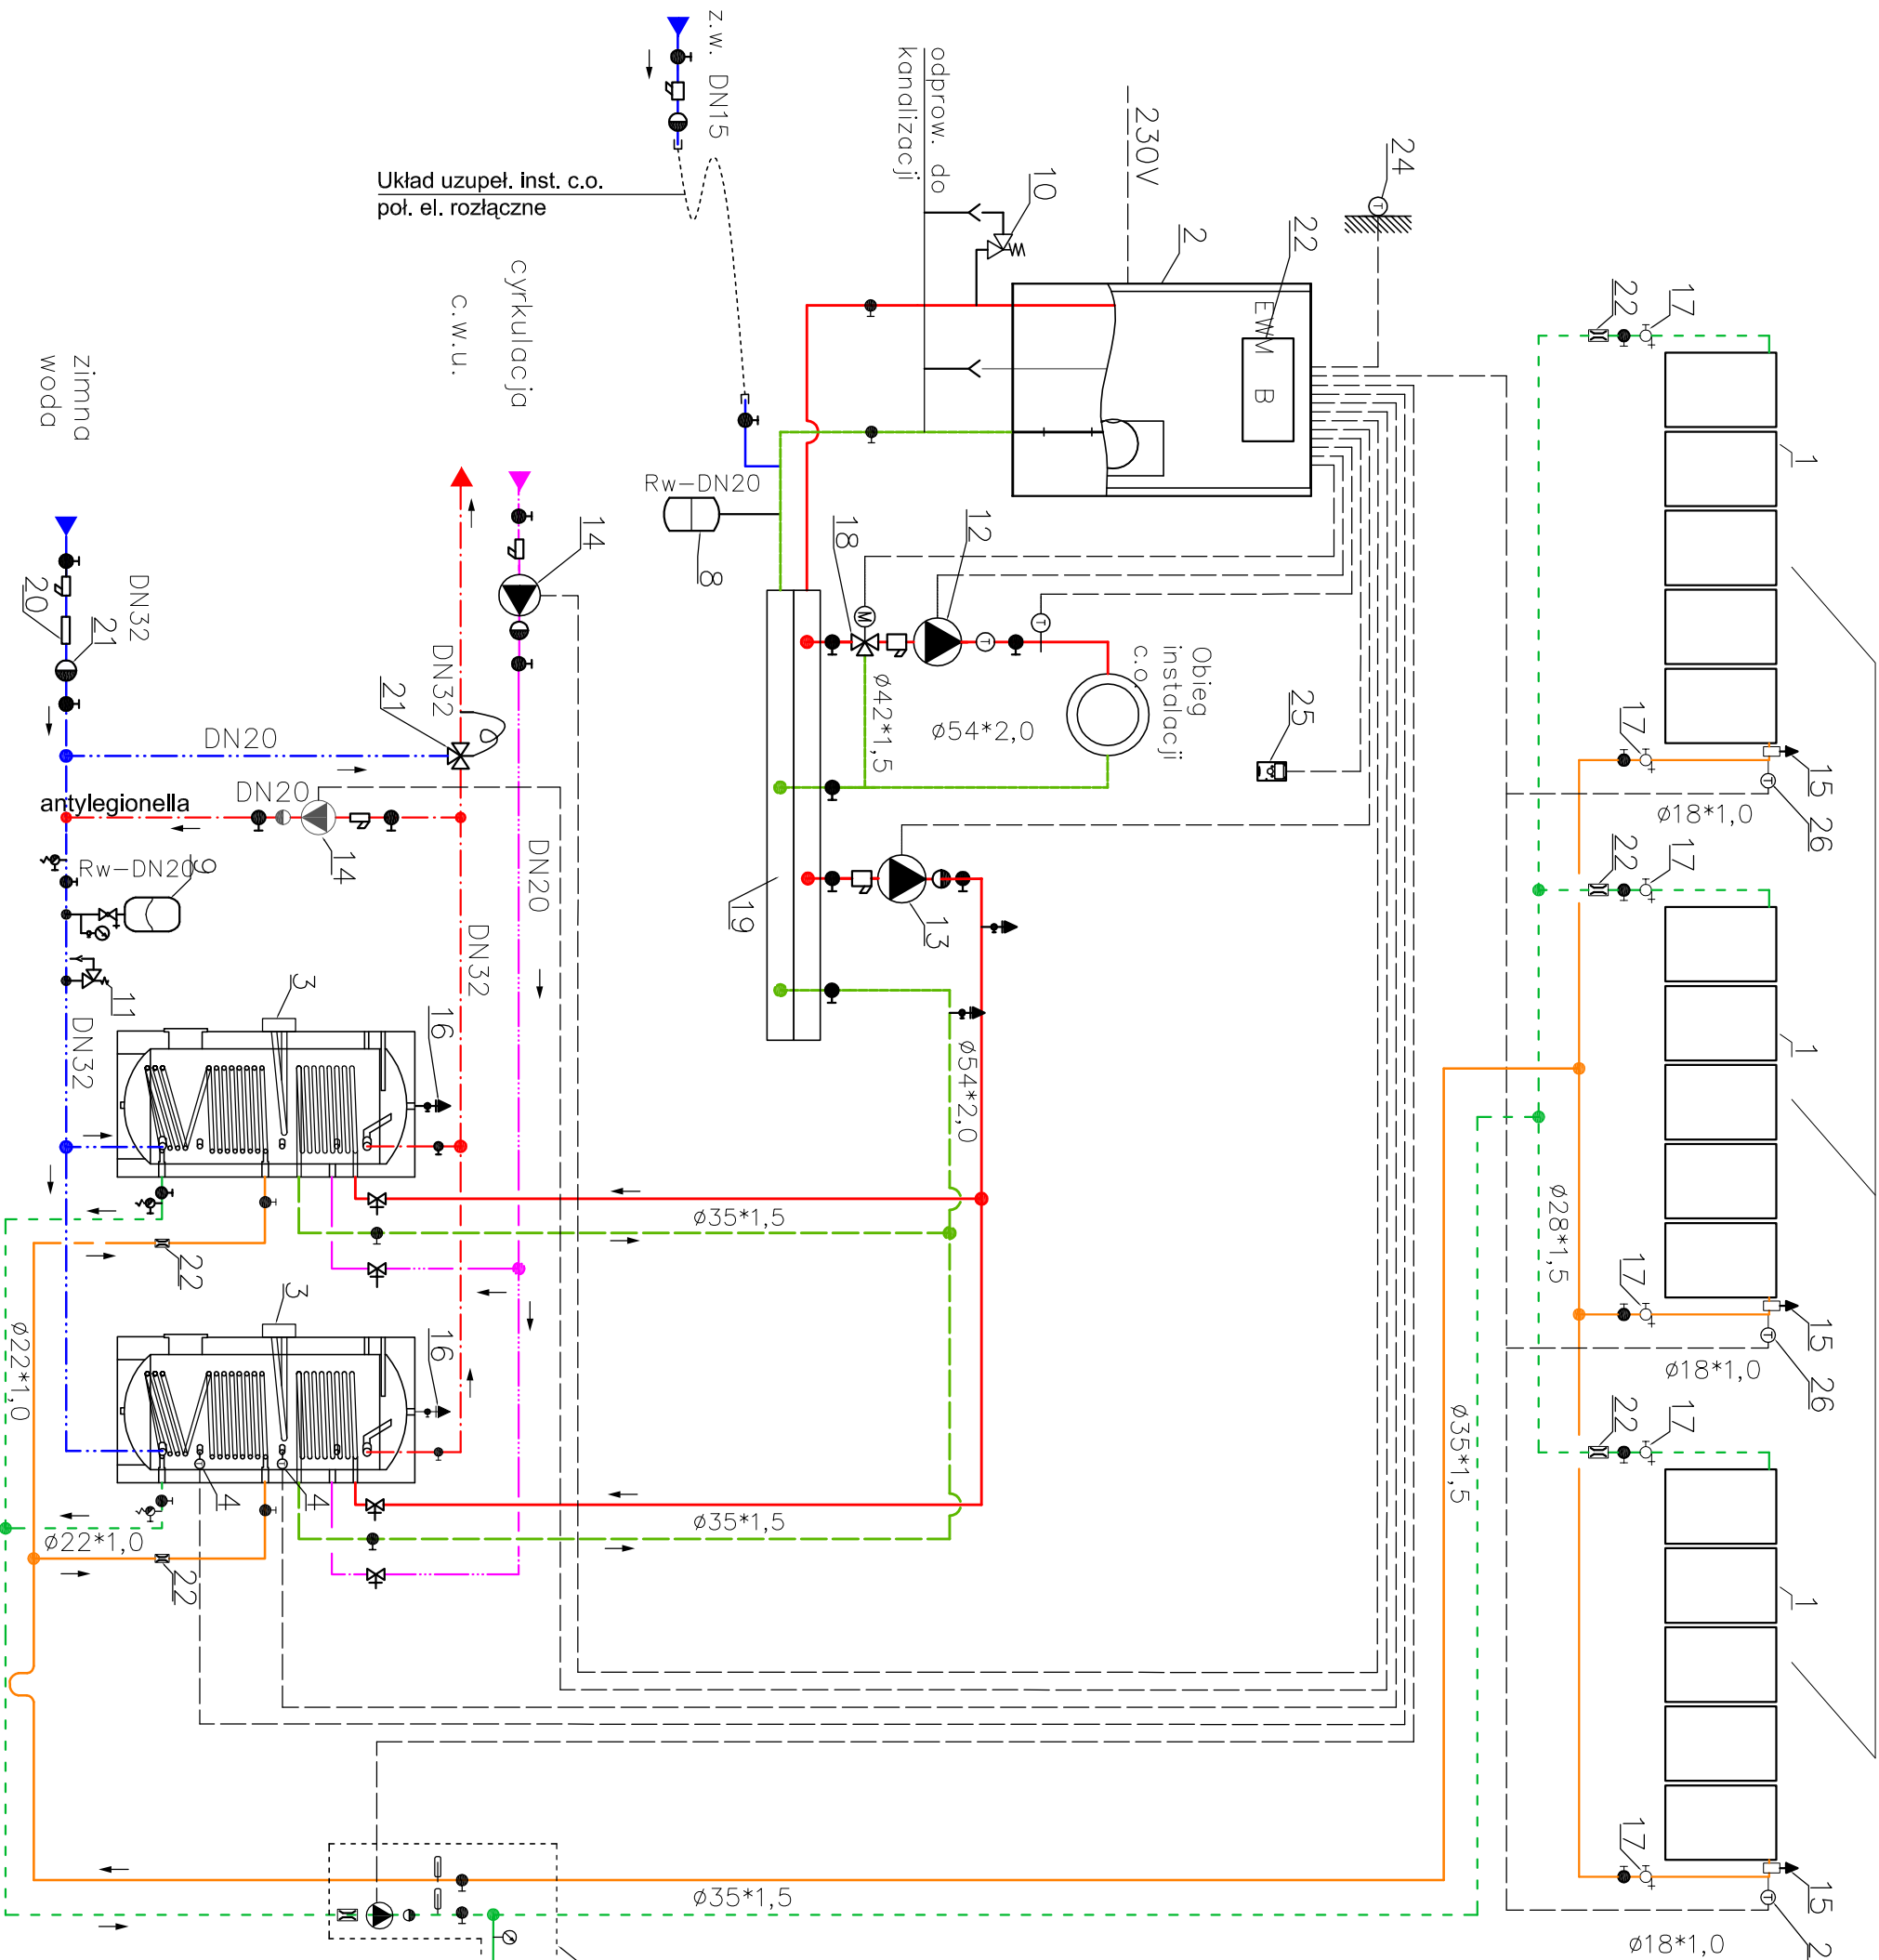 z.w. DN15
Układ uzupeł. inst. c.o.
poł. el. rozłączne
odprow. do
kanalizacji
10
230V
24
2
22
EWM B
22
17
1
17
15
26
ø18*1,0
22
17
1
17
15
26
ø18*1,0
ø28*1,5
22
17
1
17
15
2
ø18*1,0
ø35*1,5
cyrkulacja
c.w.u.
zimna
woda
14
Rw-DN20
8
18
12
Obieg
instalacji
c.o.
ø42*1,5
ø54*2,0
25
19
13
ø54*2,0
DN32
20
21
DN20
21
DN32
antylegionella
DN20
14
DN20
DN32
Rw-DN20
9
11
DN32
3
16
22
ø35*1,5
3
16
4
4
22
ø35*1,5
ø22*1,0
ø22*1,0
ø35*1,5
T
T
T
M
T
T
T